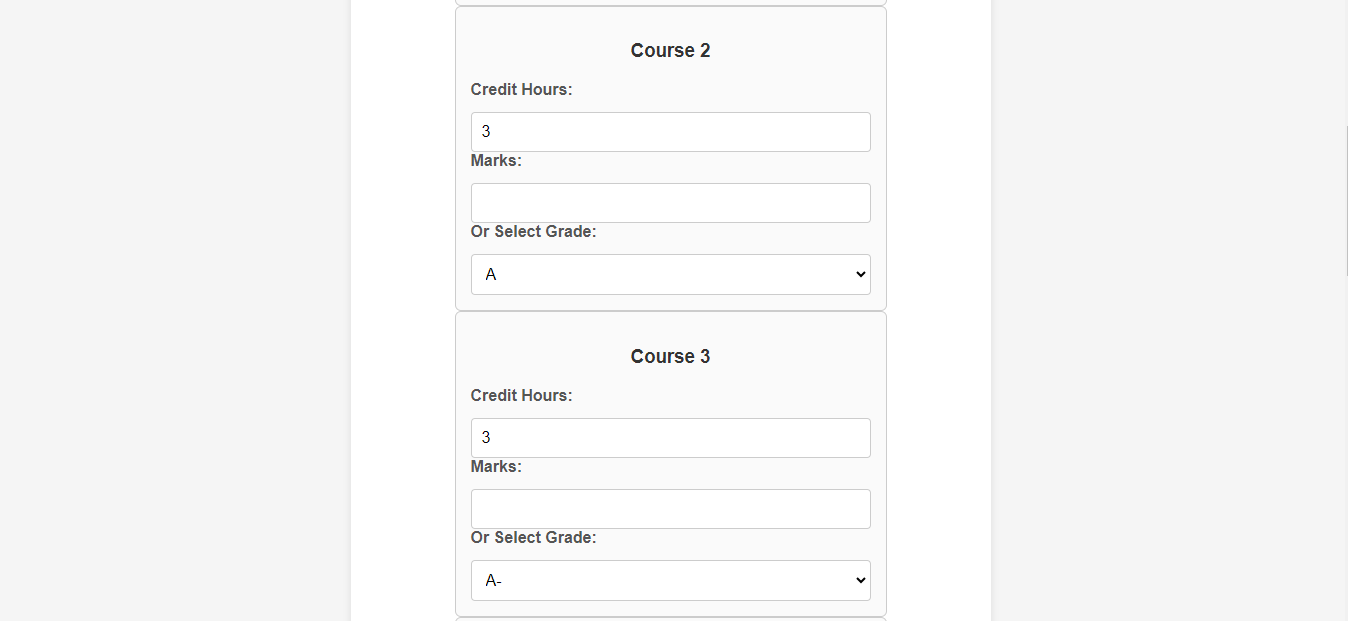 Course 2
Credit Hours:
3
Marks:
Or Select Grade:
A
Course 3
Credit Hours:
3
Marks:
Or Select Grade:
A-